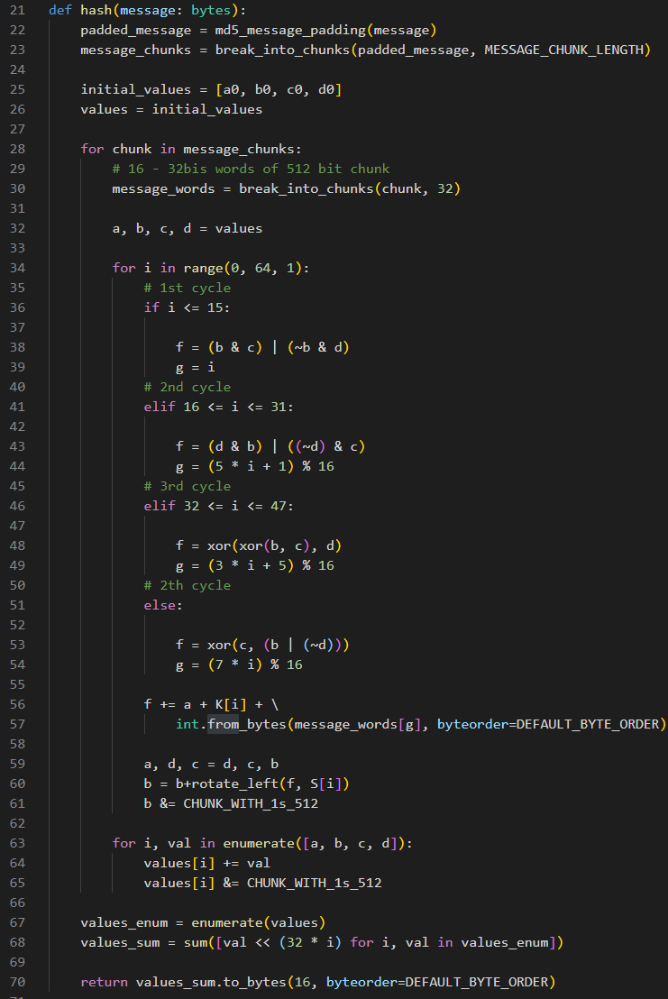 21 def hash(message: bytes):
22     padded_message = md5_message_padding(message)
23     message_chunks = break_into_chunks(padded_message, MESSAGE_CHUNK_LENGTH)
24
25     initial_values = [a0, b0, c0, d0]
26     values = initial_values
27
28     for chunk in message_chunks:
29         # 16 - 32bis words of 512 bit chunk
30         message_words = break_into_chunks(chunk, 32)
31
32         a, b, c, d = values
33
34         for i in range(0, 64, 1):
35             # 1st cycle
36             if i <= 15:
37
38                 f = (b & c) | (~b & d)
39                 g = i
40             # 2nd cycle
41             elif 16 <= i <= 31:
42
43                 f = (d & b) | ((~d) & c)
44                 g = (5 * i + 1) % 16
45             # 3rd cycle
46             elif 32 <= i <= 47:
47
48                 f = xor(xor(b, c), d)
49                 g = (3 * i + 5) % 16
50             # 2th cycle
51             else:
52
53                 f = xor(c, (b | (~d)))
54                 g = (7 * i) % 16
55
56             f += a + K[i] + \
57                 int.from_bytes(message_words[g], byteorder=DEFAULT_BYTE_ORDER)
58
59             a, d, c = d, c, b
60             b = b+rotate_left(f, S[i])
61             b &= CHUNK_WITH_1s_512
62
63         for i, val in enumerate([a, b, c, d]):
64             values[i] += val
65             values[i] &= CHUNK_WITH_1s_512
66
67     values_enum = enumerate(values)
68     values_sum = sum([val << (32 * i) for i, val in values_enum])
69
70     return values_sum.to_bytes(16, byteorder=DEFAULT_BYTE_ORDER)